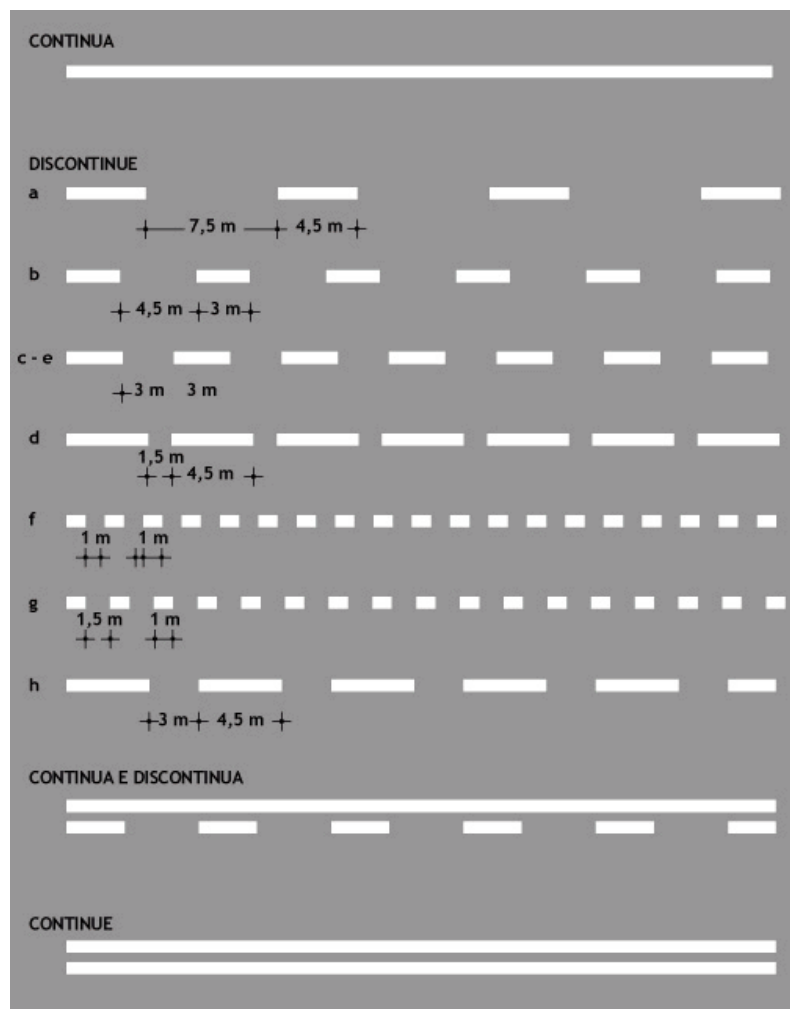 CONTINUA
DISCONTINUE
a
7,5 m 4,5 m
b
4,5 m 3 m
c - e
3 m 3 m
d
1,5 m
4,5 m
f
1 m 1 m
g
1,5 m 1 m
h
3 m 4,5 m
CONTINUA E DISCONTINUA
CONTINUE